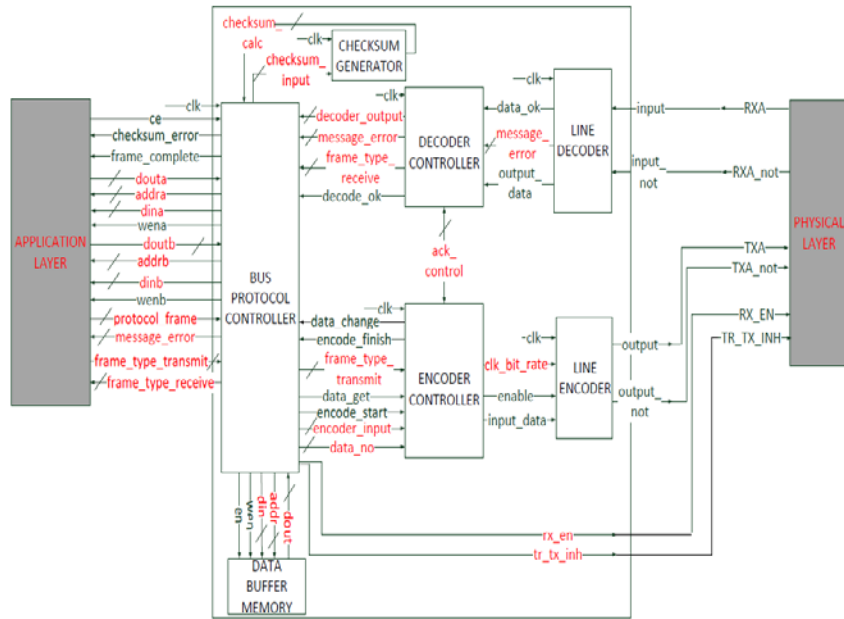 checksum_
calc
clk
CHECKSUM
GENERATOR
checksum_
input
clk
ce
checksum_error
frame_complete
douta
addra
dina
wena
doutb
addrb
dinb
wenb
protocol_frame
message_error
frame_type_transmit
frame_type_receive
APPLICATION
LAYER
BUS
PROTOCOL
CONTROLLER
clk
decoder_output
message_error
frame_type_
receive
decode_ok
DECODER
CONTROLLER
clk
data_ok
message_
error
output_
data
LINE
DECODER
input
input_
not
RXA
RXA_not
PHYSICAL
LAYER
TXA
TXA_not
RX_EN
TR_TX_INH
ack_
control
clk
data_change
encode_finish
frame_type_
transmit
data_get
encode_start
encoder_input
data_no
ENCODER
CONTROLLER
clk
clk_bit_rate
enable
input_data
LINE
ENCODER
output
output_
not
en
wen
din
addr
dout
DATA
BUFFER
MEMORY
rx_en
tr_tx_inh